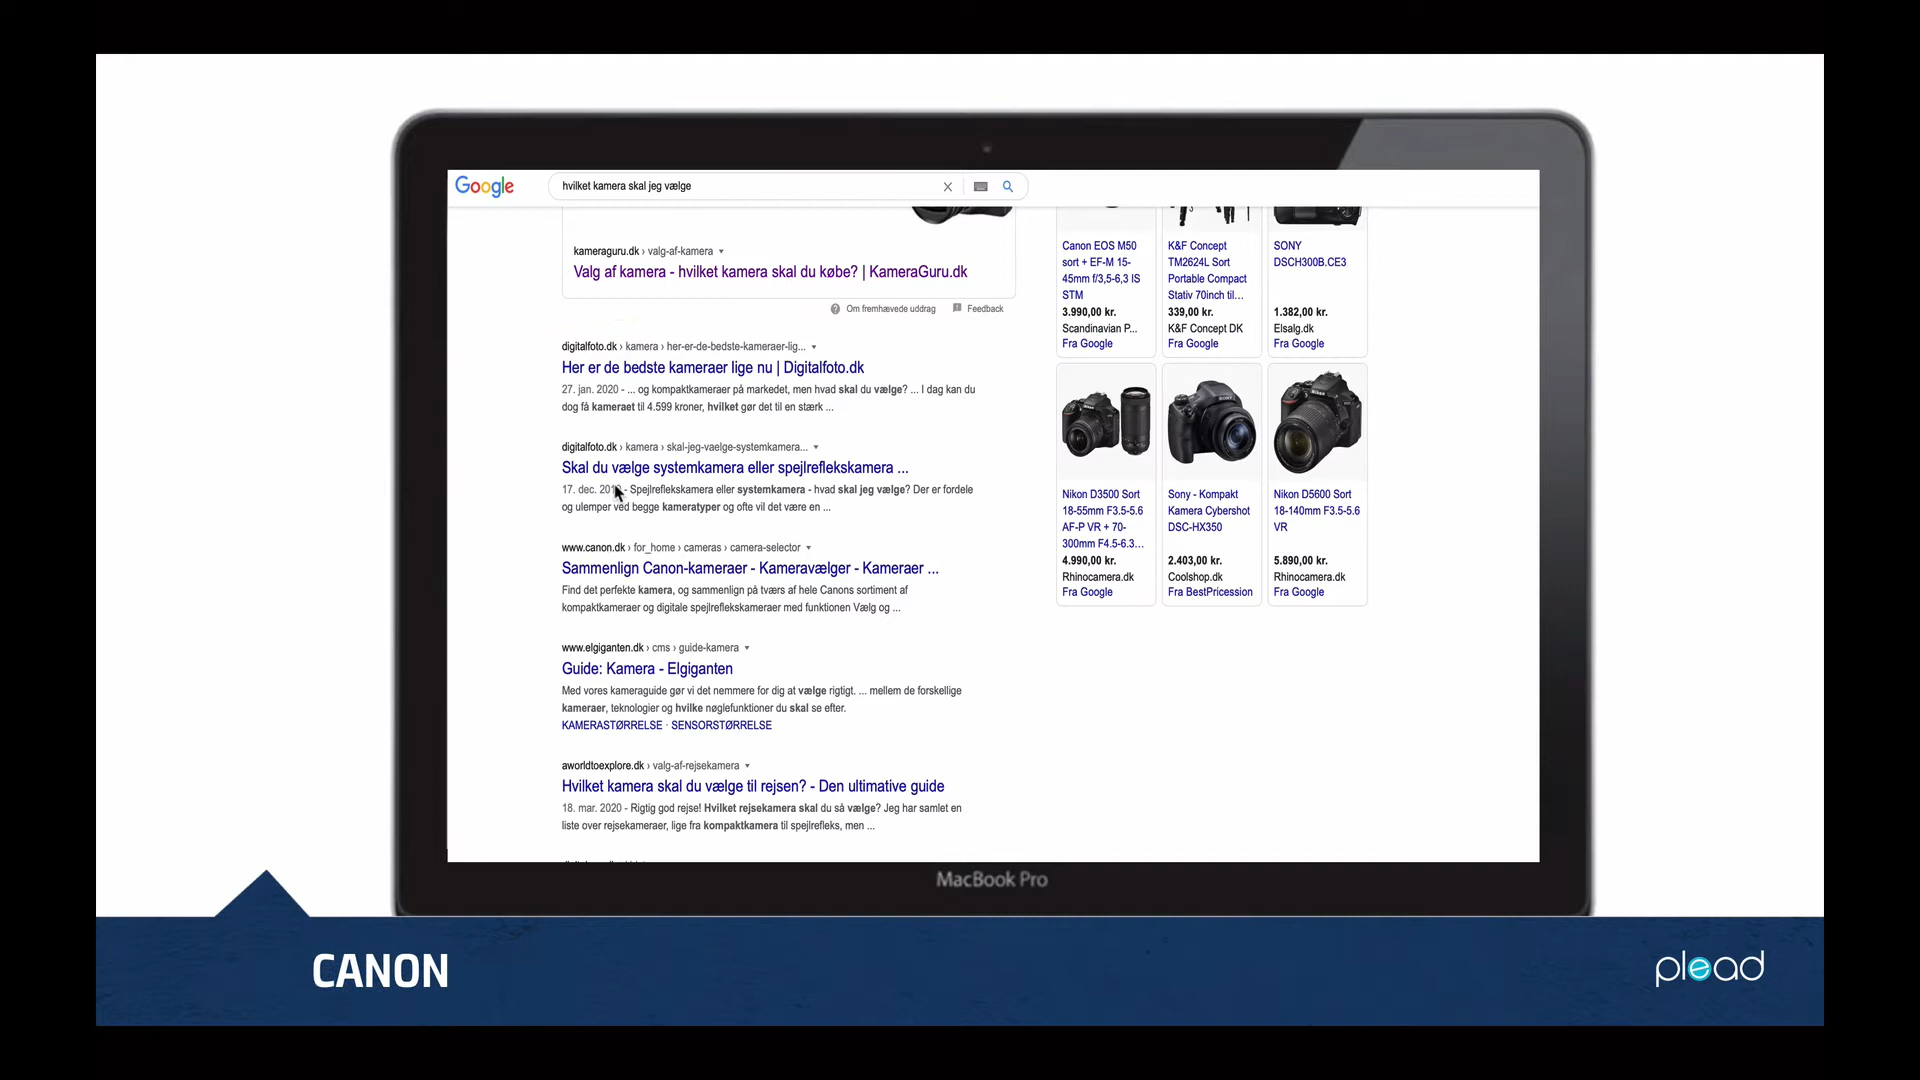 Google
hvilket kamera skal jeg vælge
kameraguru.dk › valg-af-kamera
Valg af kamera - hvilket kamera skal du købe? | KameraGuru.dk
Om fremhævede uddrag
Feedback
digitalfoto.dk › kamera › her-er-de-bedste-kameraer-lig...
Her er de bedste kameraer lige nu | Digitalfoto.dk
27. jan. 2020 - ... og kompaktkameraer på markedet, men hvad skal du vælge? ... I dag kan du
dog få kameraet til 4.599 kroner, hvilket gør det til en stærk ...
digitalfoto.dk › kamera › skal-jeg-vaelge-systemkamera...
Skal du vælge systemkamera eller spejlreflekskamera ...
17. dec. - Spejlreflekskamera eller systemkamera - hvad skal jeg vælge? Der er fordele
og ulemper ved begge kameratyper og ofte vil det være en ...
www.canon.dk › for_home › cameras › camera-selector
Sammenlign Canon-kameraer - Kameravælger - Kameraer ...
Find det perfekte kamera, og sammenlign på tværs af hele Canons sortiment af
kompaktkameraer og digitale spejlreflekskameraer med funktionen Vælg og ...
www.elgiganten.dk › cms › guide-kamera
Guide: Kamera - Elgiganten
Med vores kameraguide gør vi det nemmere for dig at vælge rigtigt. ... mellem de forskellige
kameraer, teknologier og hvilke nøglefunktioner du skal se efter.
KAMERASTØRRELSE · SENSORSTØRRELSE
aworldtoexplore.dk › valg-af-rejsekamera
Hvilket kamera skal du vælge til rejsen? - Den ultimative guide
18. mar. 2020 - Rigtig god rejse! Hvilket rejsekamera skal du så vælge? Jeg har samlet en
liste over rejsekameraer, lige fra kompaktkamera til spejlrefleks, men ...
Canon EOS M50
sort + EF-M 15-
45mm f/3,5-6,3 IS
STM
3.990,00 kr.
Scandinavian P...
Fra Google
K&F Concept
TM2624L Sort
Portable Compact
Stativ 70inch til...
339,00 kr.
K&F Concept DK
Fra Google
SONY
DSCH300B.CE3
1.382,00 kr.
Elsalg.dk
Fra Google
Nikon D3500 Sort
18-55mm F3.5-5.6
AF-P VR + 70-
300mm F4.5-6.3...
4.990,00 kr.
Rhinocamera.dk
Fra Google
Sony - Kompakt
Kamera Cybershot
DSC-HX350
2.403,00 kr.
Coolshop.dk
Fra BestPricession
Nikon D5600 Sort
18-140mm F3.5-5.6
VR
5.890,00 kr.
Rhinocamera.dk
Fra Google
MacBook Pro
CANON
plead